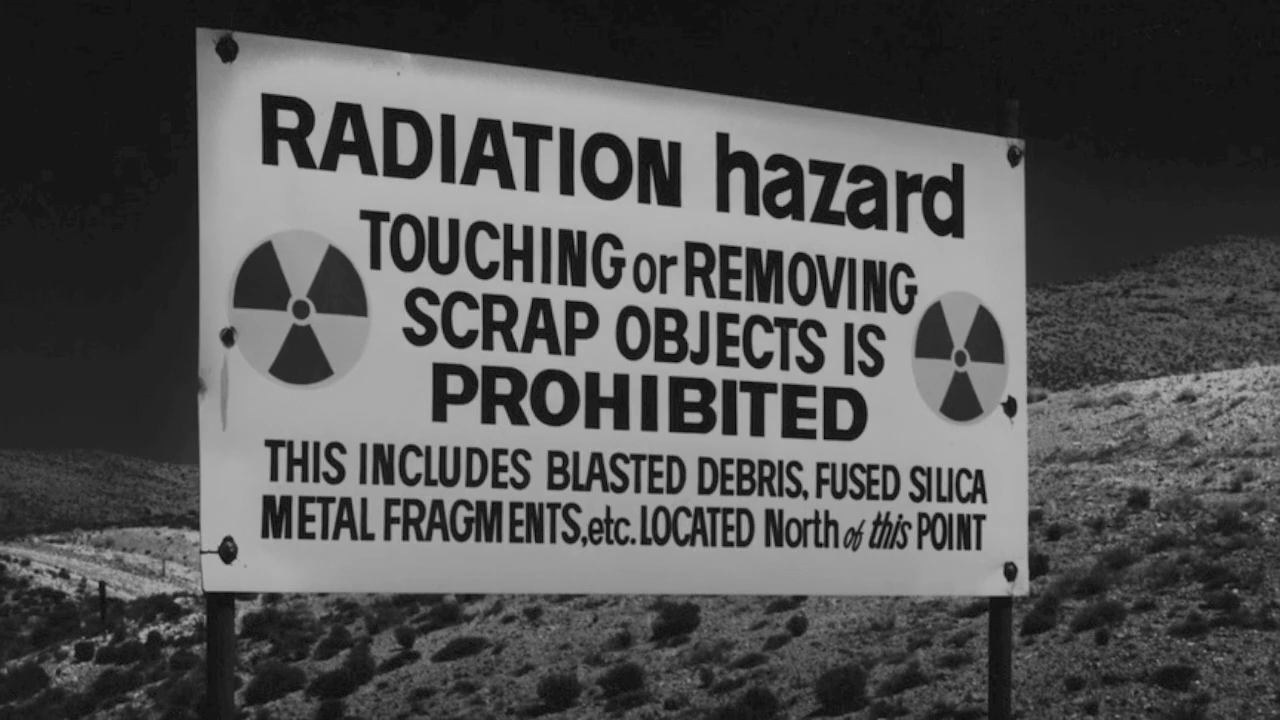 RADIATION hazard
TOUCHING or REMOVING
SCRAP OBJECTS IS
PROHIBITED
THIS INCLUDES BLASTED DEBRIS, FUSED SILICA
METAL FRAGMENTS,etc. LOCATED North of this POINT